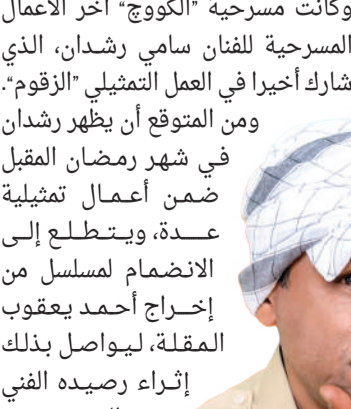 وكانت مسرحية "الكووچ" آخر الأعمال
المسرحية للفنان سامي رشدان، الذي
شارك أخيرا في العمل التمثيلي "الزقوم".
ومن المتوقع أن يظهر رشدان
في شهر رمضان المقبل
ضمن أعمال تمثيلية
عدة، ويتطلع إلى
الانضمام لمسلسل من
إخراج أحمد يعقوب
المقلة، ليواصل بذلك
إثراء رصيده الفني